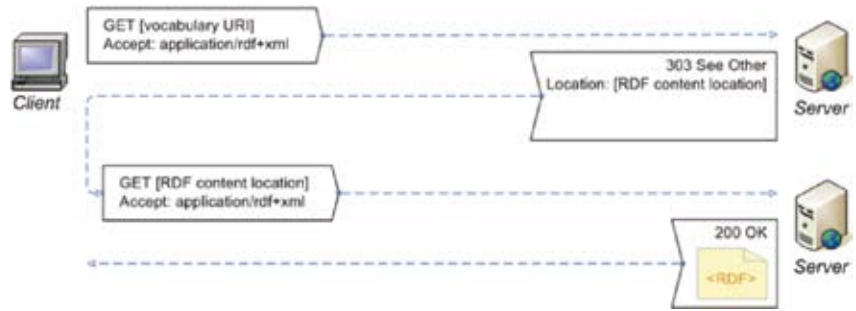 GET [vocabulary URI]
Accept: application/rdf+xml
Client
303 See Other
Location: [RDF content location]
Server
GET [RDF content location]
Accept: application/rdf+xml
200 OK
<RDF>
Server